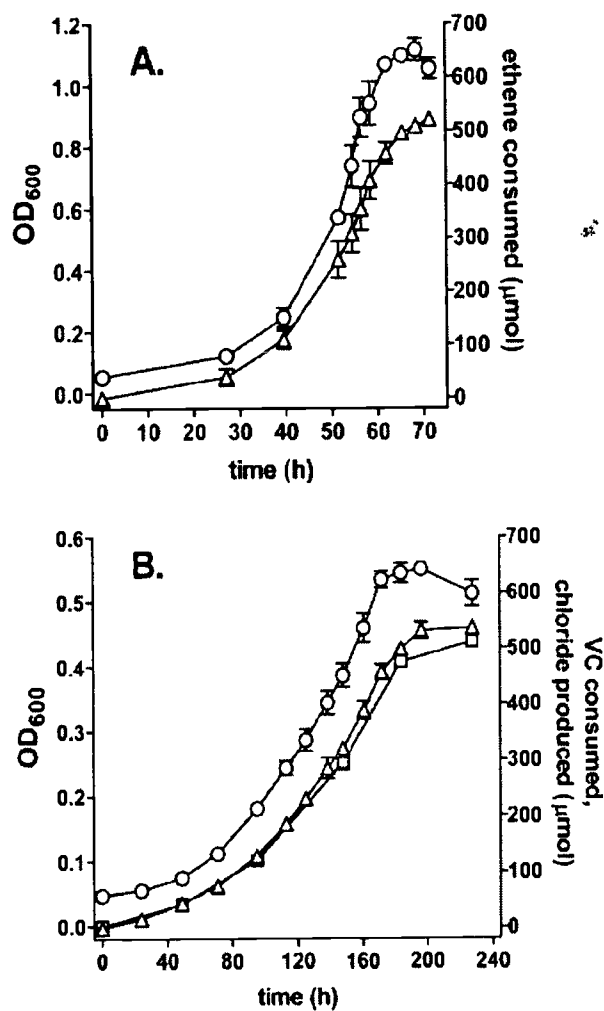 A.
OD600
1.2
1.0
0.8
0.6
0.4
0.2
0.0
700
600
500
400
300
200
100
0
ethene consumed (μmol)
0 10 20 30 40 50 60 70
time (h)
B.
OD600
0.6
0.5
0.4
0.3
0.2
0.1
0.0
700
600
500
400
300
200
100
0
VC consumed,
chloride produced (μmol)
0 40 80 120 160 200 240
time (h)